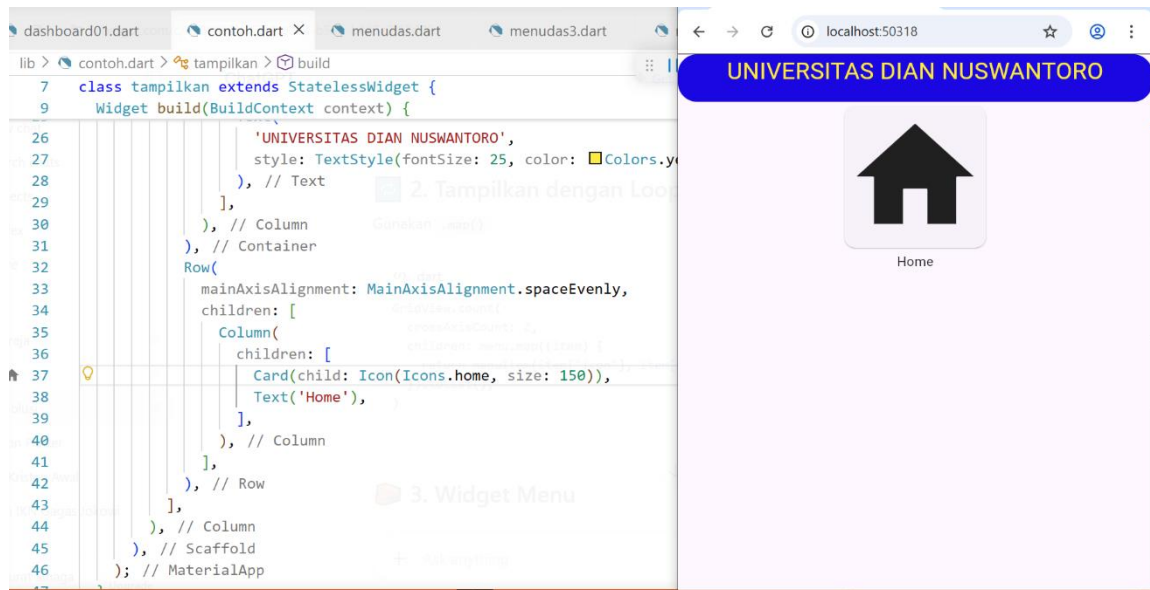 dashboard01.dart contoh.dart menudas.dart menudas3.dart
lib > contoh.dart > tampilkan > build
7 class tampilkan extends StatelessWidget {
9 Widget build(BuildContext context) {
26 'UNIVERSITAS DIAN NUSWANTORO',
27 style: TextStyle(fontSize: 25, color: Colors.ye
28 ), // Text
29 ],
30 ), // Column
31 ), // Container
32 Row(
33 mainAxisAlignment: MainAxisAlignment.spaceEvenly,
34 children: [
35 Column(
36 children: [
37 Card(child: Icon(Icons.home, size: 150)),
38 Text('Home'),
39 ],
40 ), // Column
41 ],
42 ), // Row
43 ],
44 ), // Column
45 ), // Scaffold
46 ); // MaterialApp
2. Tampilkan dengan Loop
Gunakan .map()
3. Widget Menu
localhost:50318
UNIVERSITAS DIAN NUSWANTORO
Home